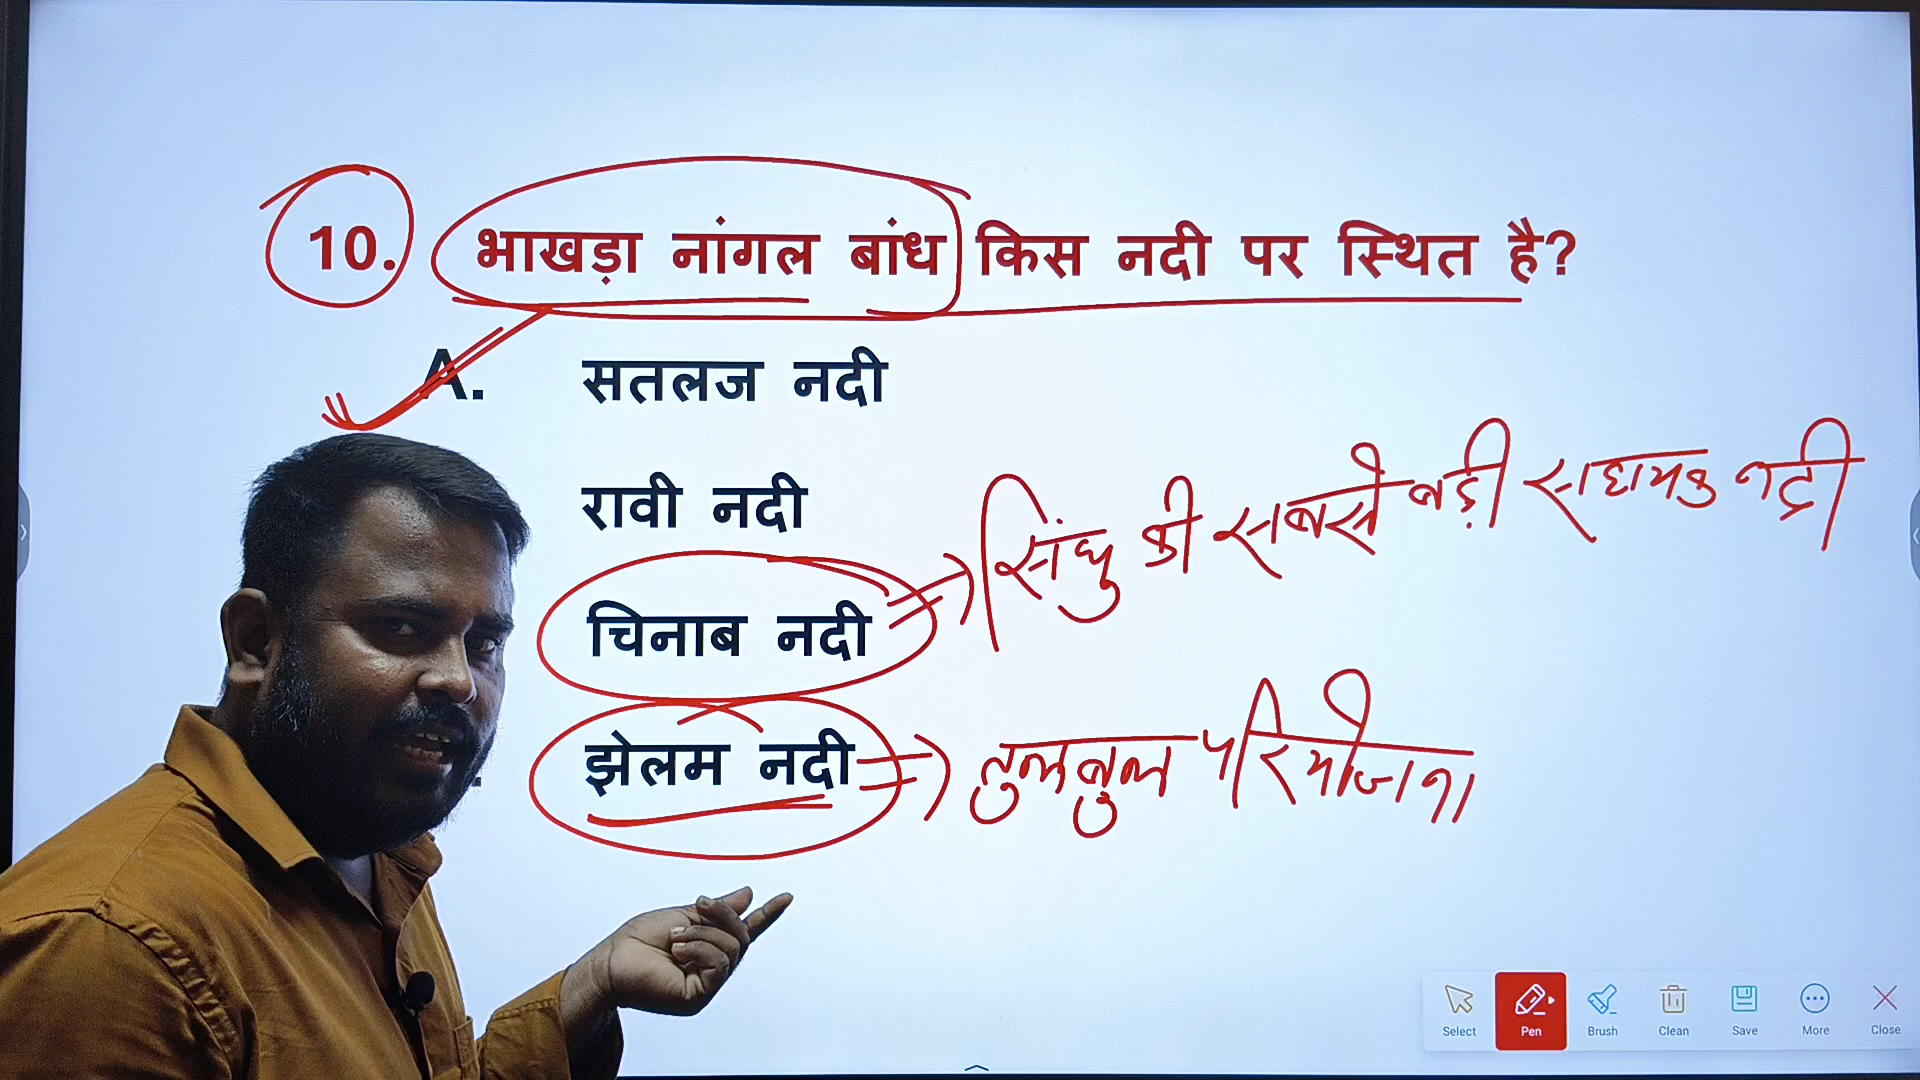 10. भाखड़ा नांगल बांध किस नदी पर स्थित है?
A. सतलज नदी
रावी नदी
चिनाब नदी
सिंधु की सबसे बड़ी सहायक नदी
झेलम नदी
तुलबुल परियोजना
Select Pen Brush Clean Save More Close